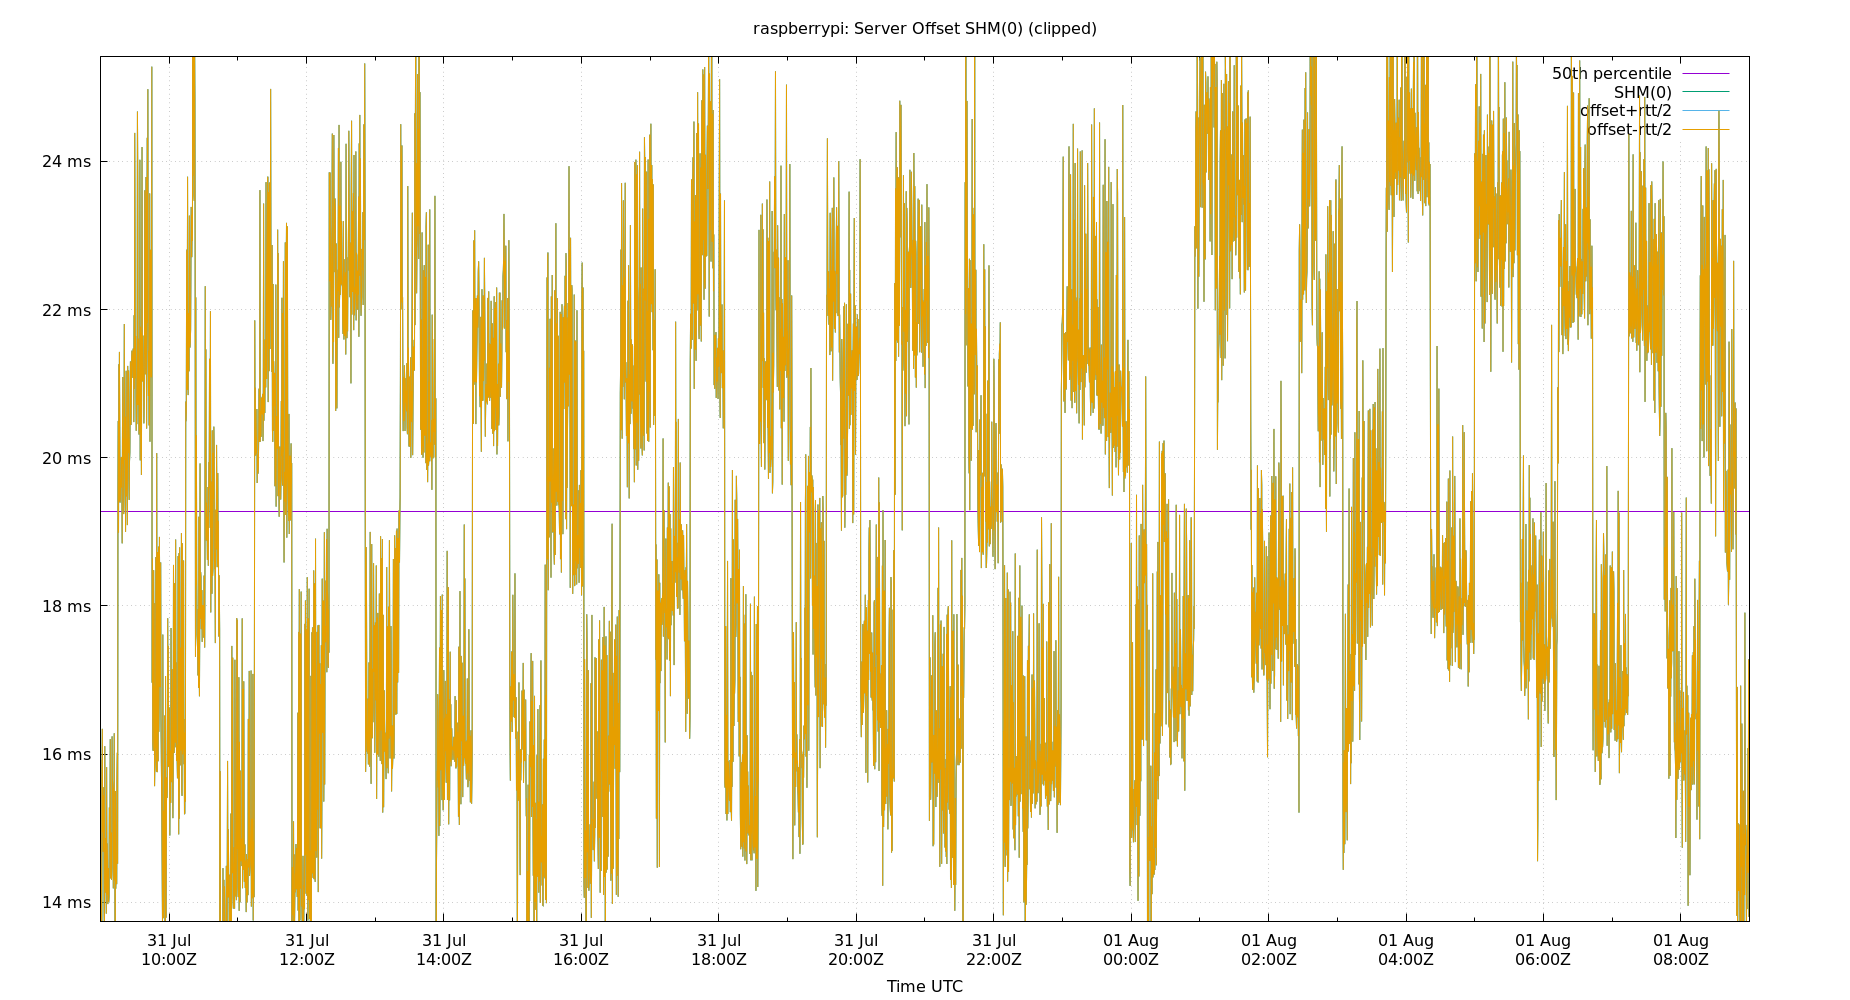 raspberrypi: Server Offset SHM(0) (clipped)
50th percentile
SHM(0)
offset+rtt/2
offset-rtt/2
24 ms
22 ms
20 ms
18 ms
16 ms
14 ms
31 Jul 31 Jul 31 Jul 31 Jul 31 Jul 31 Jul 31 Jul 01 Aug 01 Aug 01 Aug 01 Aug 01 Aug
10:00Z 12:00Z 14:00Z 16:00Z 18:00Z 20:00Z 22:00Z 00:00Z 02:00Z 04:00Z 06:00Z 08:00Z
Time UTC